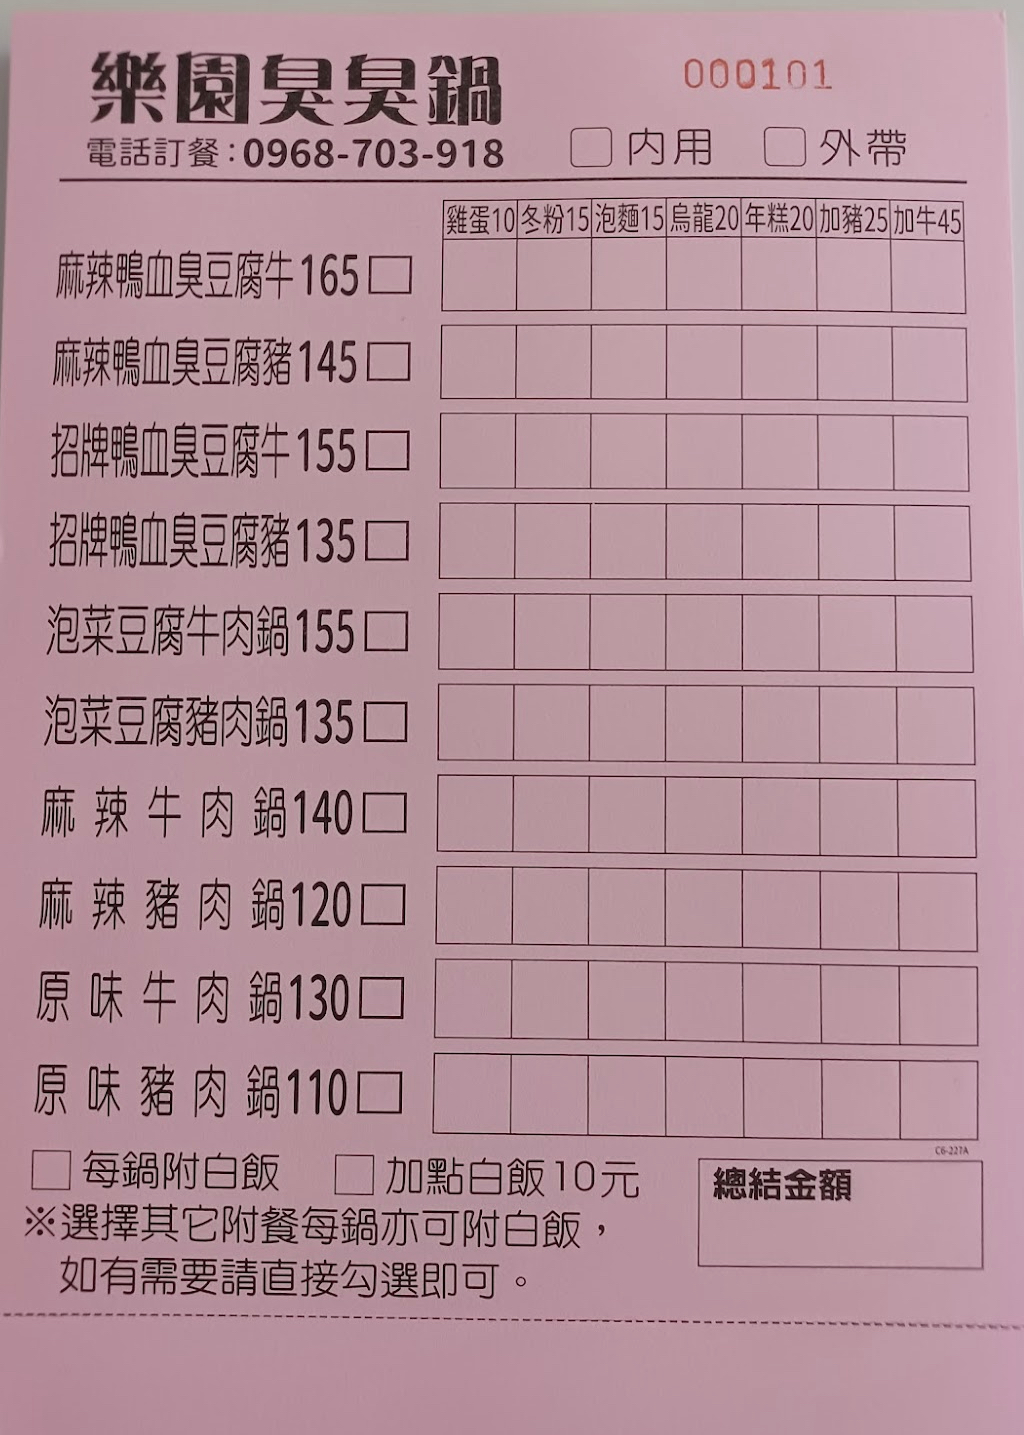 樂園臭臭鍋
000101
電話訂餐:0968-703-918 內用 外帶
雞蛋10 冬粉15 泡麵15 烏龍20 年糕20 加豬25 加牛45
麻辣鴨血臭豆腐牛165
麻辣鴨血臭豆腐豬145
招牌鴨血臭豆腐牛155
招牌鴨血臭豆腐豬135
泡菜豆腐牛肉鍋155
泡菜豆腐豬肉鍋135
麻辣牛肉鍋140
麻辣豬肉鍋120
原味牛肉鍋130
原味豬肉鍋110
C6-227A
每鍋附白飯 加點白飯10元
總結金額
※選擇其它附餐每鍋亦可附白飯,
如有需要請直接勾選即可。